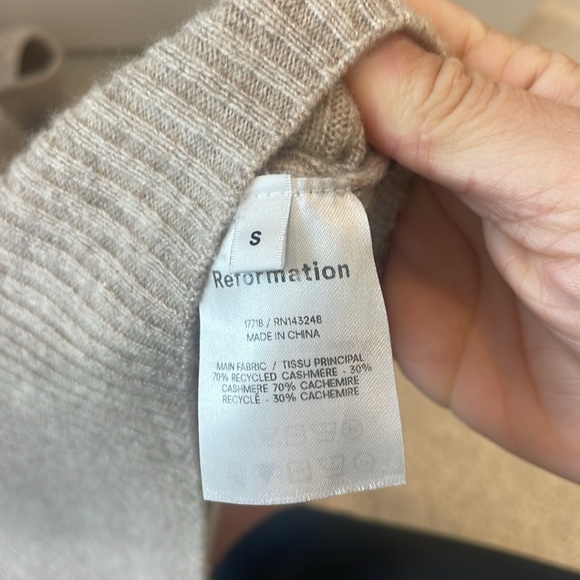 S
Reformation
17718 / RN143248
MADE IN CHINA
MAIN FABRIC / TISSU PRINCIPAL
70% RECYCLED CASHMERE - 30%
CASHMERE 70% CACHEMIRE
RECYCLÉ - 30% CACHEMIRE